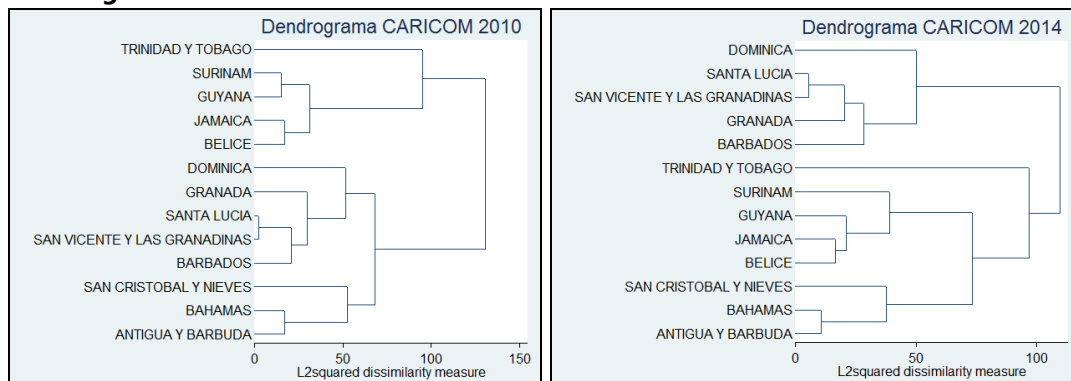 Dendrograma CARICOM 2010
TRINIDAD Y TOBAGO
SURINAM
GUYANA
JAMAICA
BELICE
DOMINICA
GRANADA
SANTA LUCIA
SAN VICENTE Y LAS GRANADINAS
BARBADOS
SAN CRISTOBAL Y NIEVES
BAHAMAS
ANTIGUA Y BARBUDA
0 50 100 150
L2squared dissimilarity measure
Dendrograma CARICOM 2014
DOMINICA
SANTA LUCIA
SAN VICENTE Y LAS GRANADINAS
GRANADA
BARBADOS
TRINIDAD Y TOBAGO
SURINAM
GUYANA
JAMAICA
BELICE
SAN CRISTOBAL Y NIEVES
BAHAMAS
ANTIGUA Y BARBUDA
0 50 100
L2squared dissimilarity measure